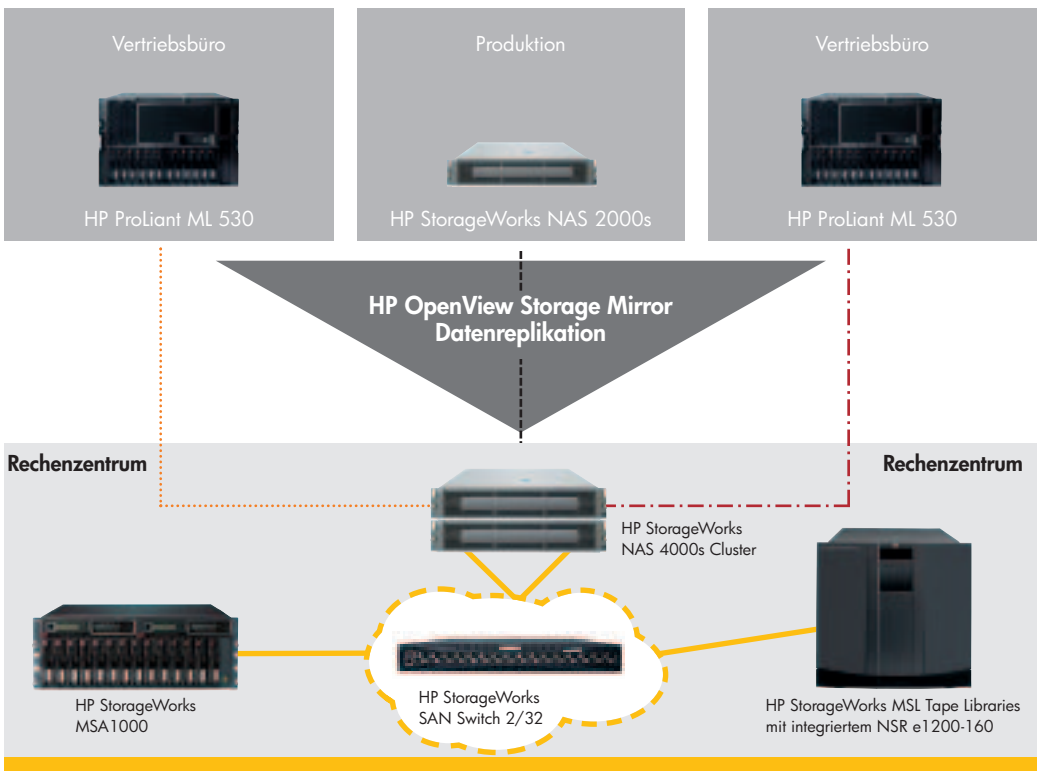 Vertriebsbüro
Produktion
Vertriebsbüro
HP ProLiant ML 530
HP StorageWorks NAS 2000s
HP ProLiant ML 530
HP OpenView Storage Mirror
Datenreplikation
Rechenzentrum
Rechenzentrum
HP StorageWorks
NAS 4000s Cluster
HP StorageWorks
MSA1000
HP StorageWorks
SAN Switch 2/32
HP StorageWorks MSL Tape Libraries
mit integriertem NSR e1200-160